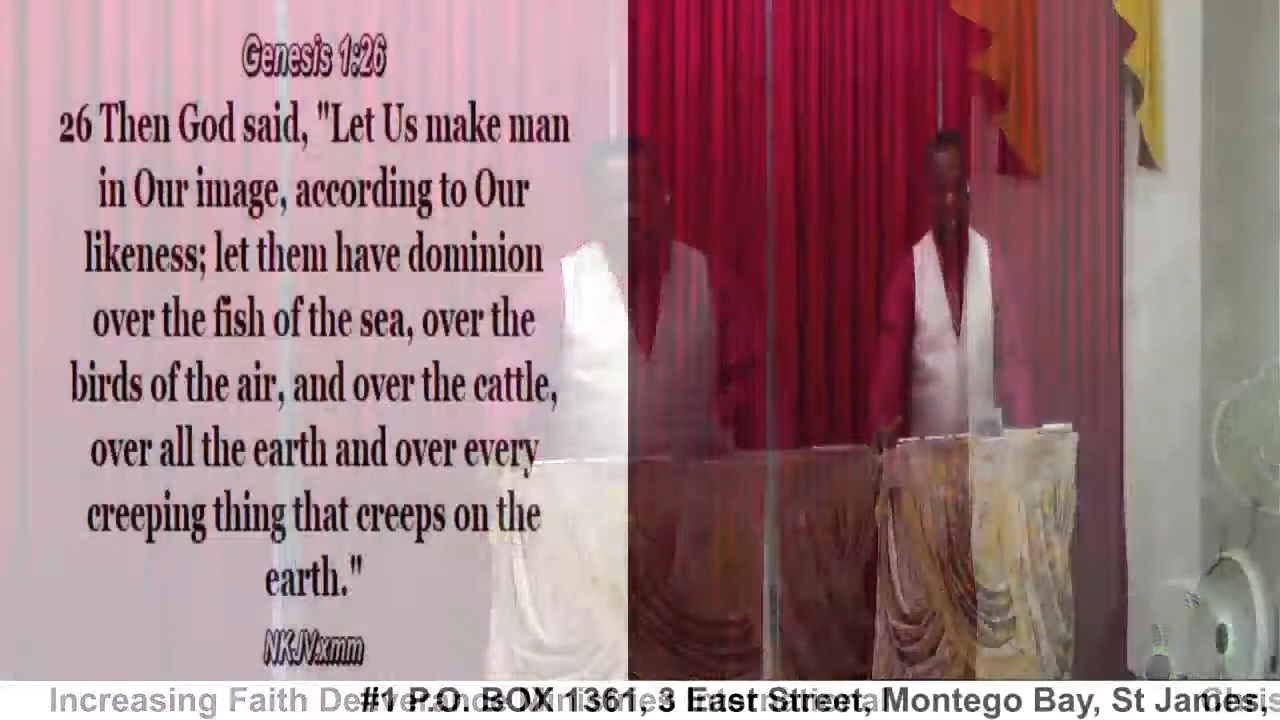 Genesis 1:26
26 Then God said, "Let Us make man
in Our image, according to Our
likeness; let them have dominion
over the fish of the sea, over the
birds of the air, and over the cattle,
over all the earth and over every
creeping thing that creeps on the
earth."
NKJVxmm
Increasing Faith
#1 P.O. BOX 1361, 3 East Street, Montego Bay, St James,